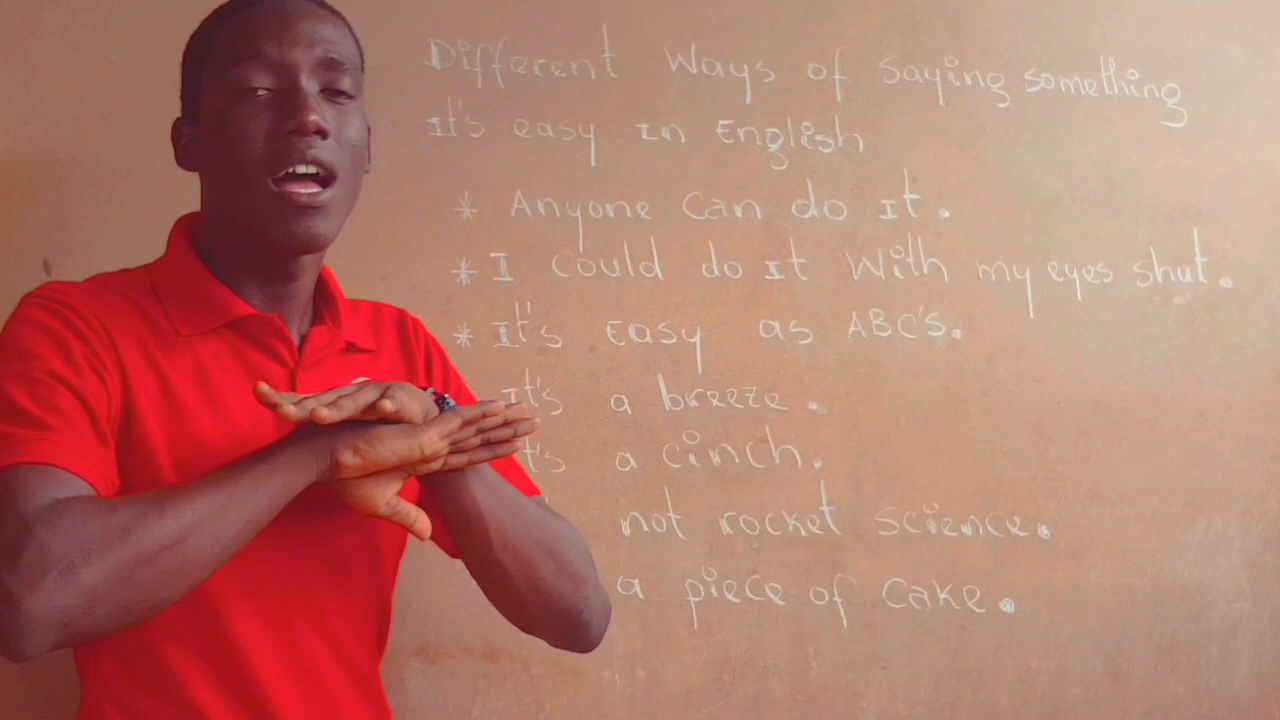 Different Ways of saying something
It's easy In English
* Anyone Can do It.
* I Could do It With my eyes shut.
* It's Easy as ABC's.
It's a breeze.
t's a cinch.
not rocket science.
a piece of Cake.